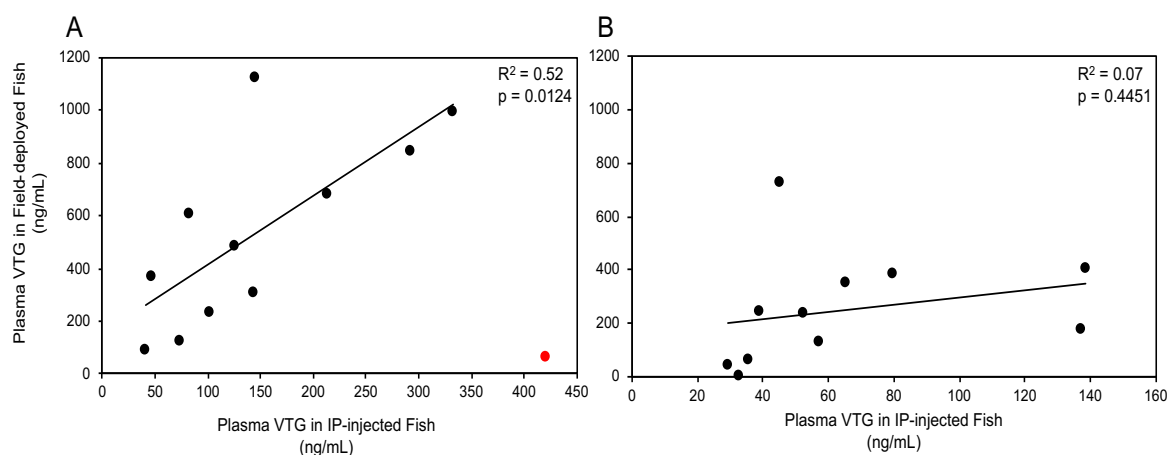 A
B
1200
1000
800
600
400
200
0
R² = 0.52
p = 0.0124
0
50
100
150
200
250
300
350
400
450
Plasma VTG in Field-deployed Fish
(ng/mL)
Plasma VTG in IP-injected Fish
(ng/mL)
1200
1000
800
600
400
200
0
R² = 0.07
p = 0.4451
0
20
40
60
80
100
120
140
160
Plasma VTG in IP-injected Fish
(ng/mL)